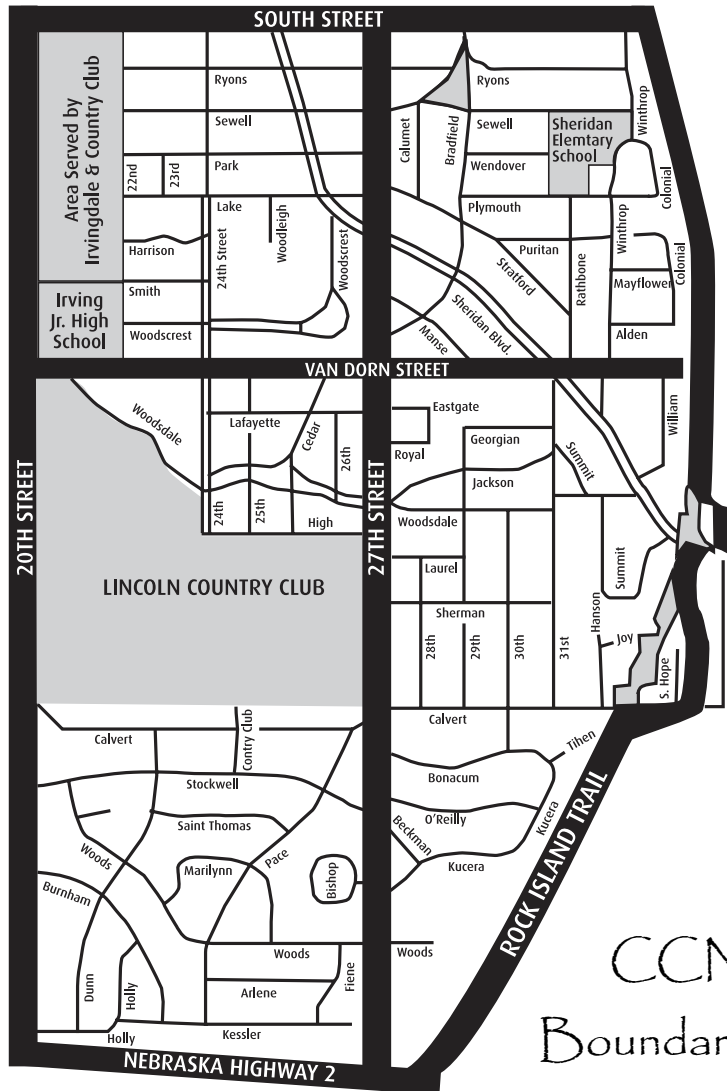 SOUTH STREET
Area Served by
Irvingdale & Country Club
Ryons
Ryons
Sewell
Calumet
Bradfield
Sewell
Sheridan
Elemtary
School
Winthrop
22nd
23rd
Park
Wendover
Lake
Plymouth
Colonial
24th Street
Woodleigh
Woodscrest
Harrison
Puritan
Stratford
Rathbone
Winthrop
Colonial
Irving
Jr. High
School
Smith
Mayflower
Sheridan Blvd.
Woodscrest
Manse
Alden
VAN DORN STREET
Woodsdale
Lafayette
Cedar
26th
Eastgate
Georgian
Royal
Summit
William
Jackson
24th
25th
High
Woodsdale
20TH STREET
27TH STREET
LINCOLN COUNTRY CLUB
Laurel
Summit
Sherman
28th
29th
30th
31st
Hanson
Joy
S. Hope
Calvert
Contry Club
Calvert
Tihen
Stockwell
Bonacum
Saint Thomas
O'Reilly
Beckman
Kucera
Woods
Marilynn
Pace
Bishop
Kucera
Burnham
ROCK ISLAND TRAIL
Woods
Woods
Dunn
Holly
Arlene
Fiene
Holly
Kessler
NEBRASKA HIGHWAY 2
CCN
Boundar